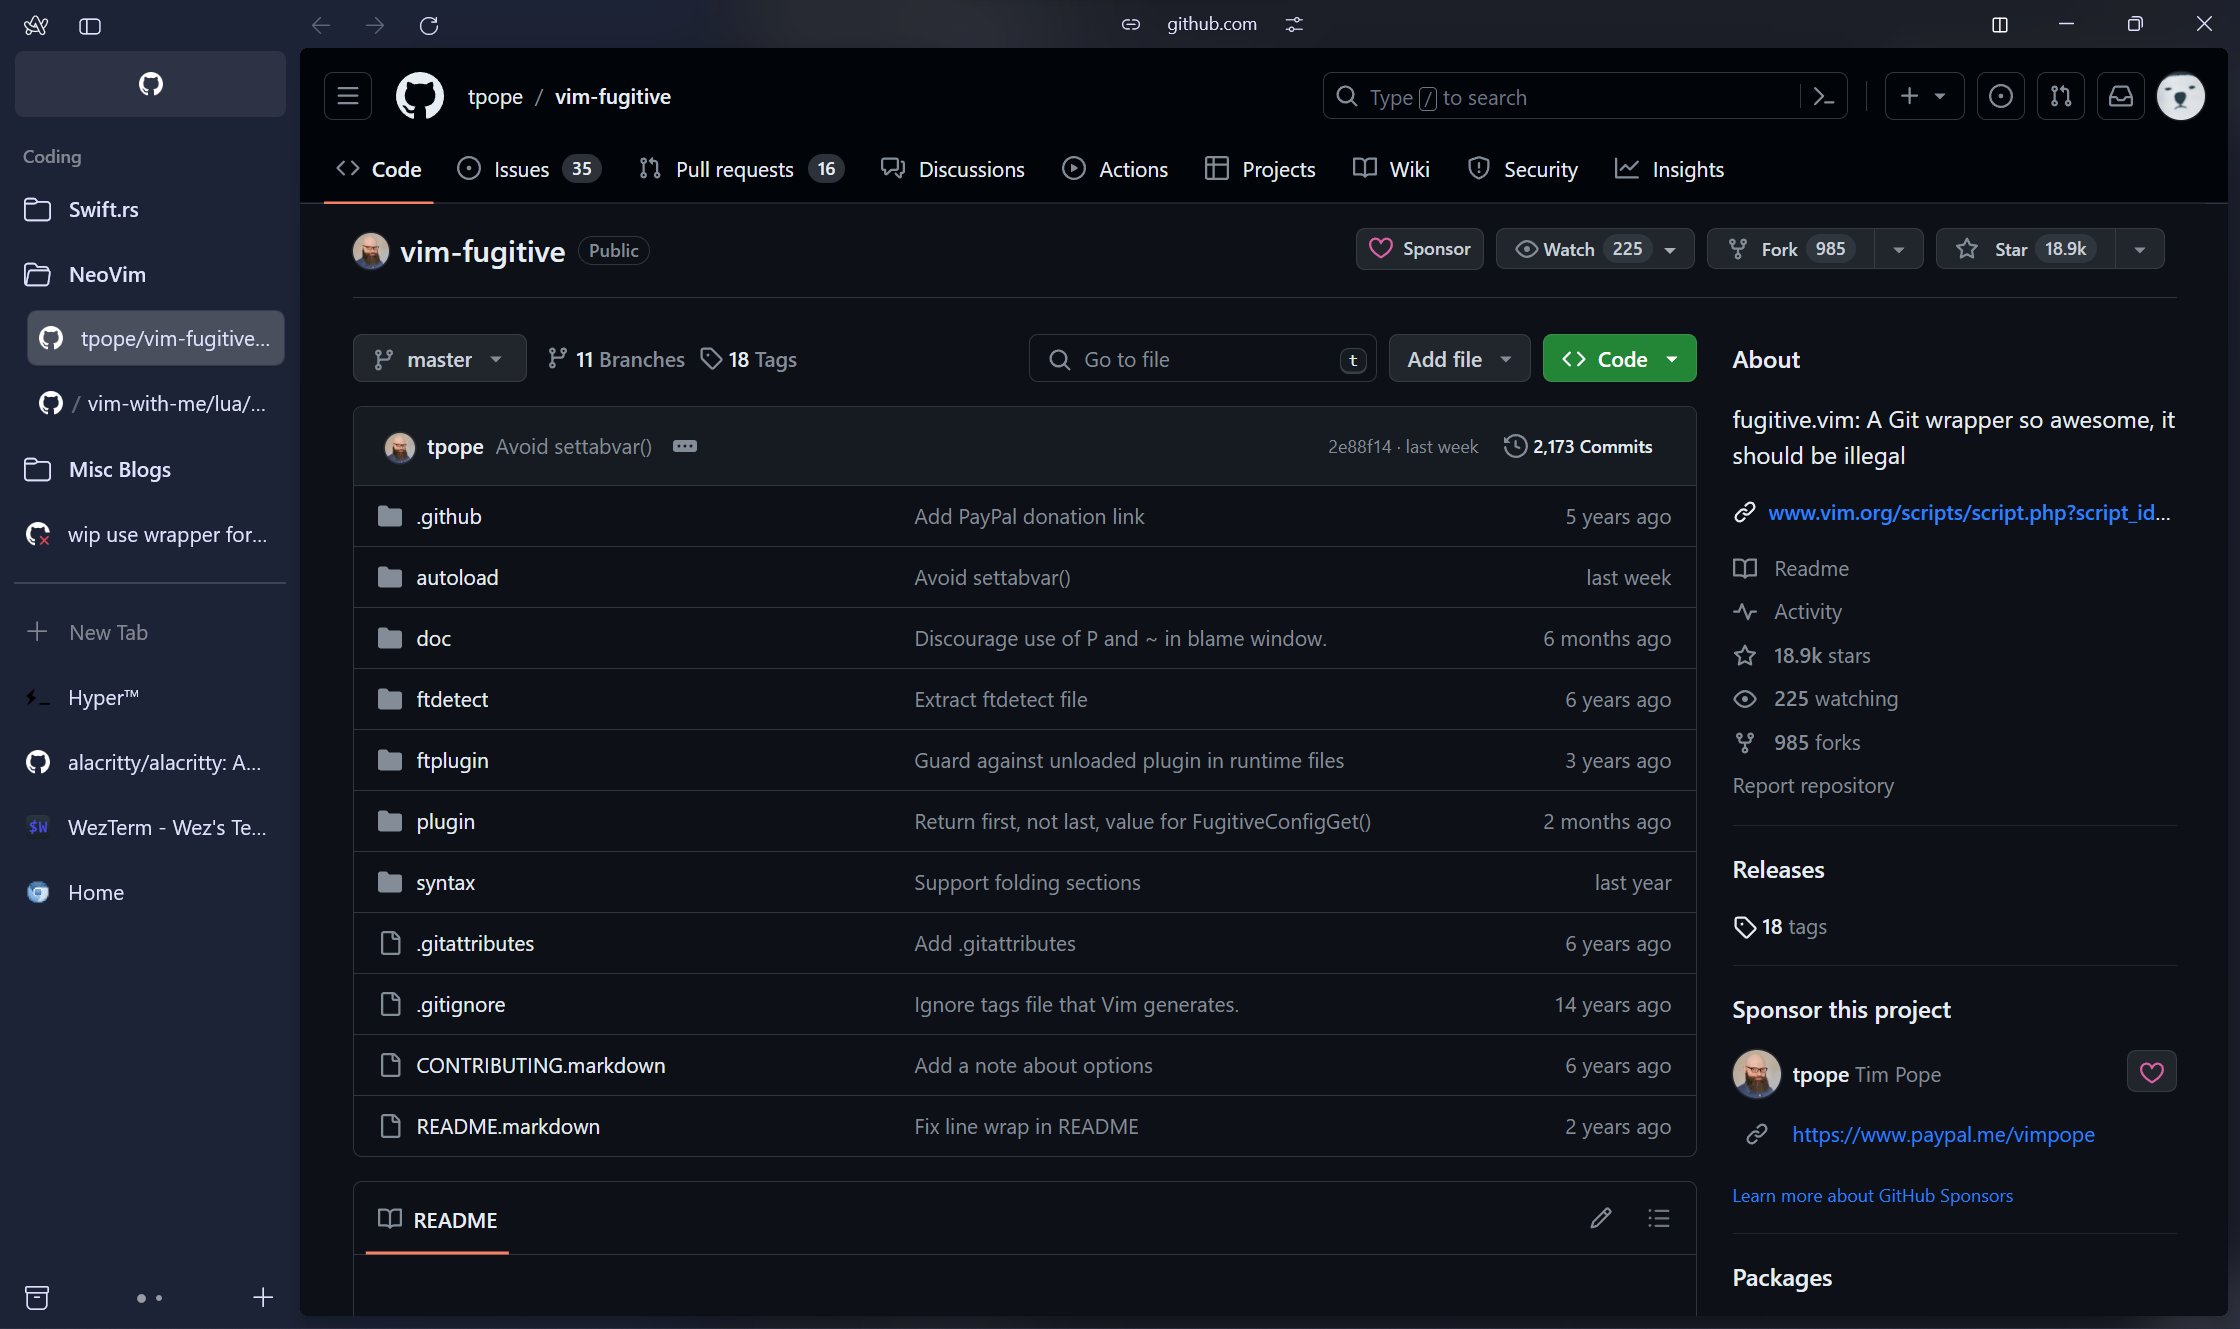 github.com
Coding
Swift.rs
NeoVim
tpope/vim-fugitive...
/ vim-with-me/lua/...
Misc Blogs
wip use wrapper for...
New Tab
Hyper™
alacritty/alacritty: A...
$W WezTerm - Wez's Te...
Home
tpope / vim-fugitive
Type / to search
Code
Issues 35
Pull requests 16
Discussions
Actions
Projects
Wiki
Security
Insights
vim-fugitive Public
Sponsor
Watch 225
Fork 985
Star 18.9k
master
11 Branches
18 Tags
Go to file t
Add file
Code
tpope Avoid settabvar() 2e88f14 · last week 2,173 Commits
.github Add PayPal donation link 5 years ago
autoload Avoid settabvar() last week
doc Discourage use of P and ~ in blame window. 6 months ago
ftdetect Extract ftdetect file 6 years ago
ftplugin Guard against unloaded plugin in runtime files 3 years ago
plugin Return first, not last, value for FugitiveConfigGet() 2 months ago
syntax Support folding sections last year
.gitattributes Add .gitattributes 6 years ago
.gitignore Ignore tags file that Vim generates. 14 years ago
CONTRIBUTING.markdown Add a note about options 6 years ago
README.markdown Fix line wrap in README 2 years ago
README
About
fugitive.vim: A Git wrapper so awesome, it
should be illegal
www.vim.org/scripts/script.php?script_id...
Readme
Activity
18.9k stars
225 watching
985 forks
Report repository
Releases
18 tags
Sponsor this project
tpope Tim Pope
https://www.paypal.me/vimpope
Learn more about GitHub Sponsors
Packages